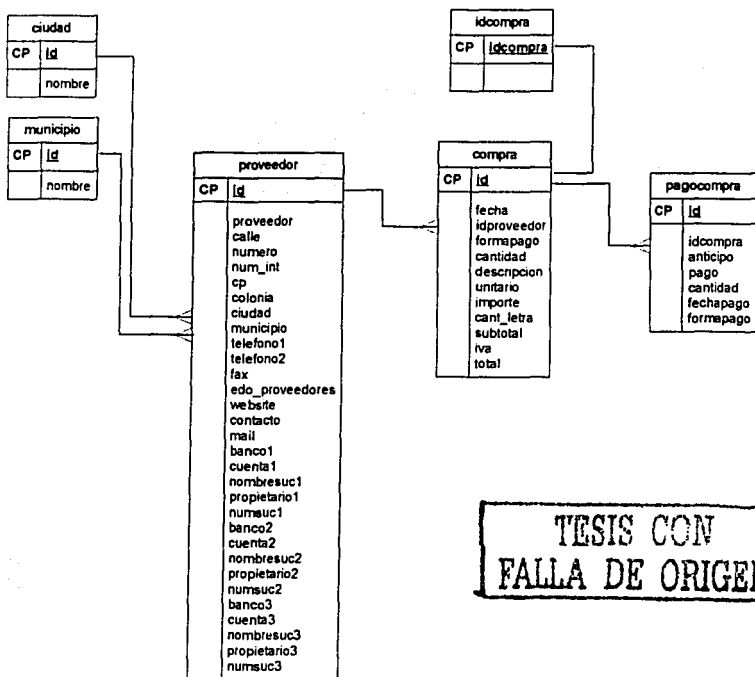 ciudad
CP id
nombre
municipio
CP id
nombre
proveedor
CP id
proveedor
calle
numero
num_int
cp
colonia
ciudad
municipio
telefono1
telefono2
fax
edo_proveedores
website
contacto
mail
banco1
cuenta1
nombresuc1
propietario1
numsuc1
banco2
cuenta2
nombresuc2
propietario2
numsuc2
banco3
cuenta3
nombresuc3
propietario3
numsuc3
idcompra
CP idcompra
compra
CP id
fecha
idproveedor
formapago
cantidad
descripcion
unitario
importe
cant_letra
subtotal
iva
total
pagocompra
CP id
idcompra
anticipo
pago
cantidad
fechapago
formapago
TESIS CON
FALLA DE ORIGEN